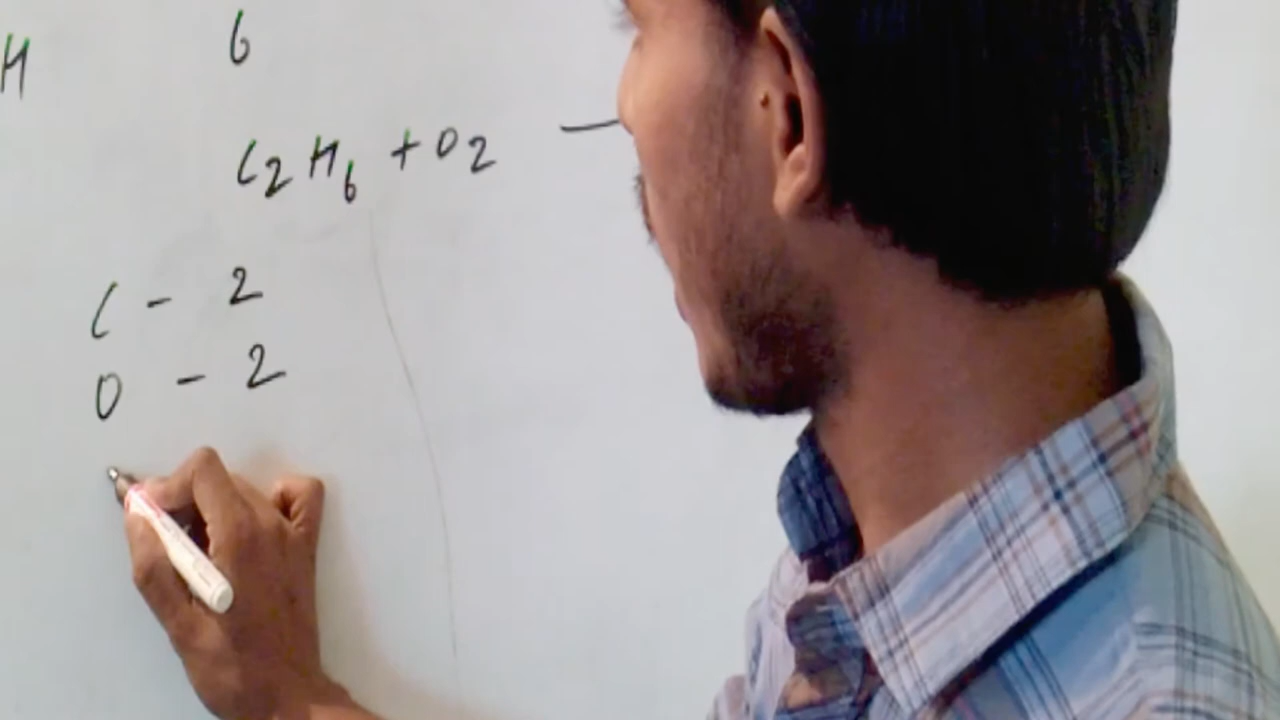 H 6
C2H6 + O2 —
C - 2
O - 2